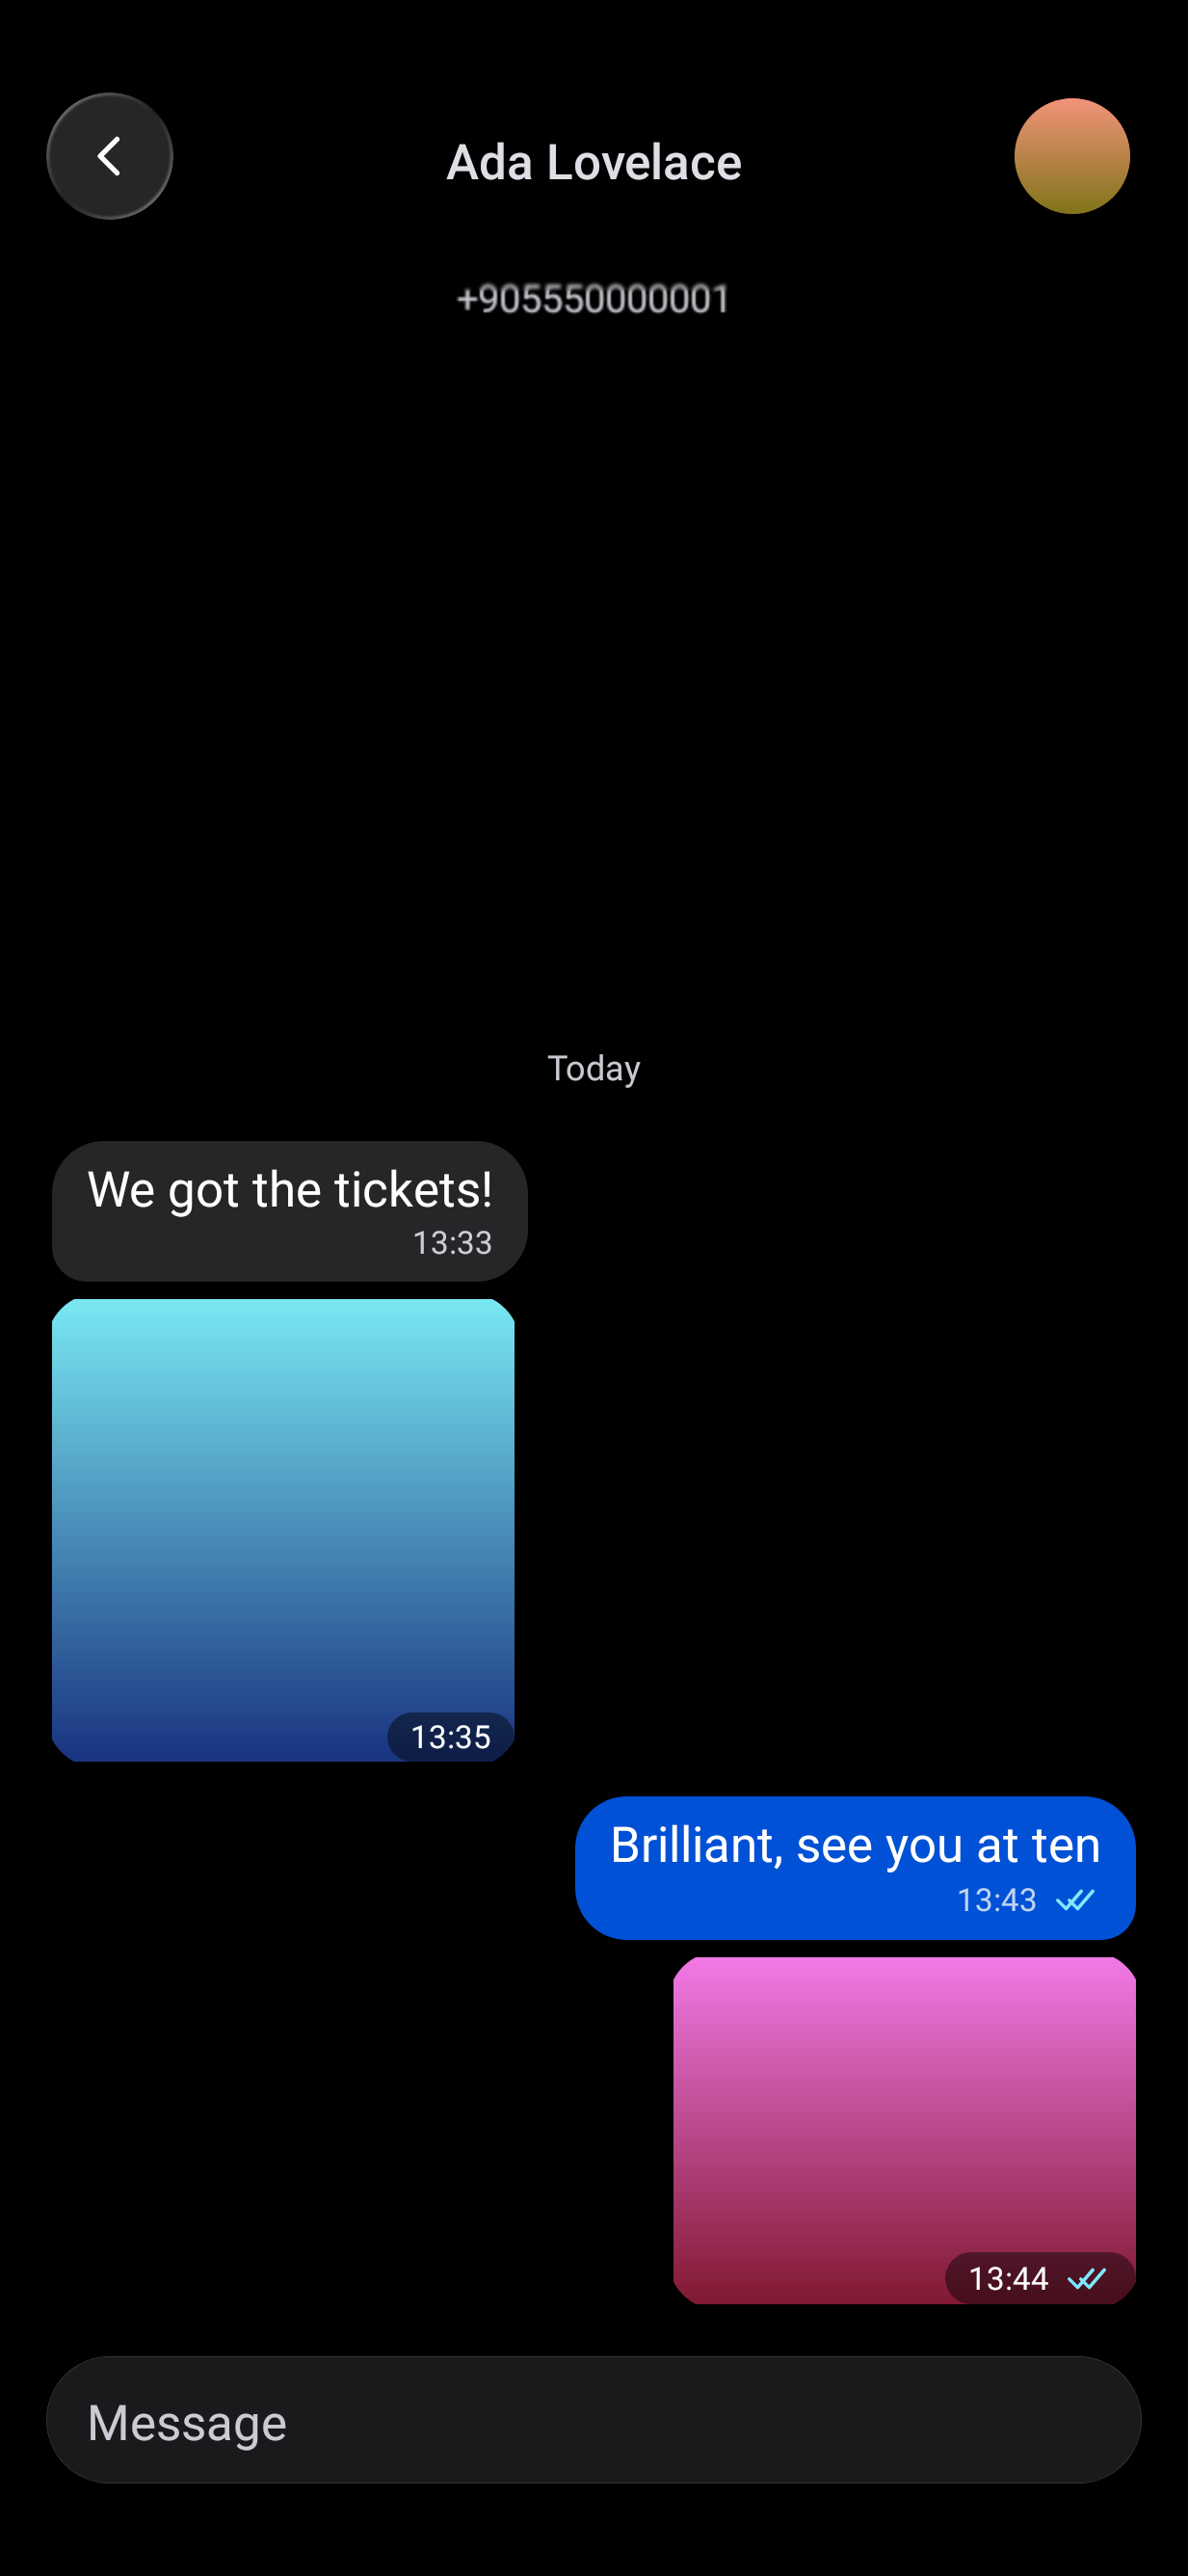 Ada Lovelace
+905550000001
Today
We got the tickets!
13:33
13:35
Brilliant, see you at ten
13:43
13:44
Message